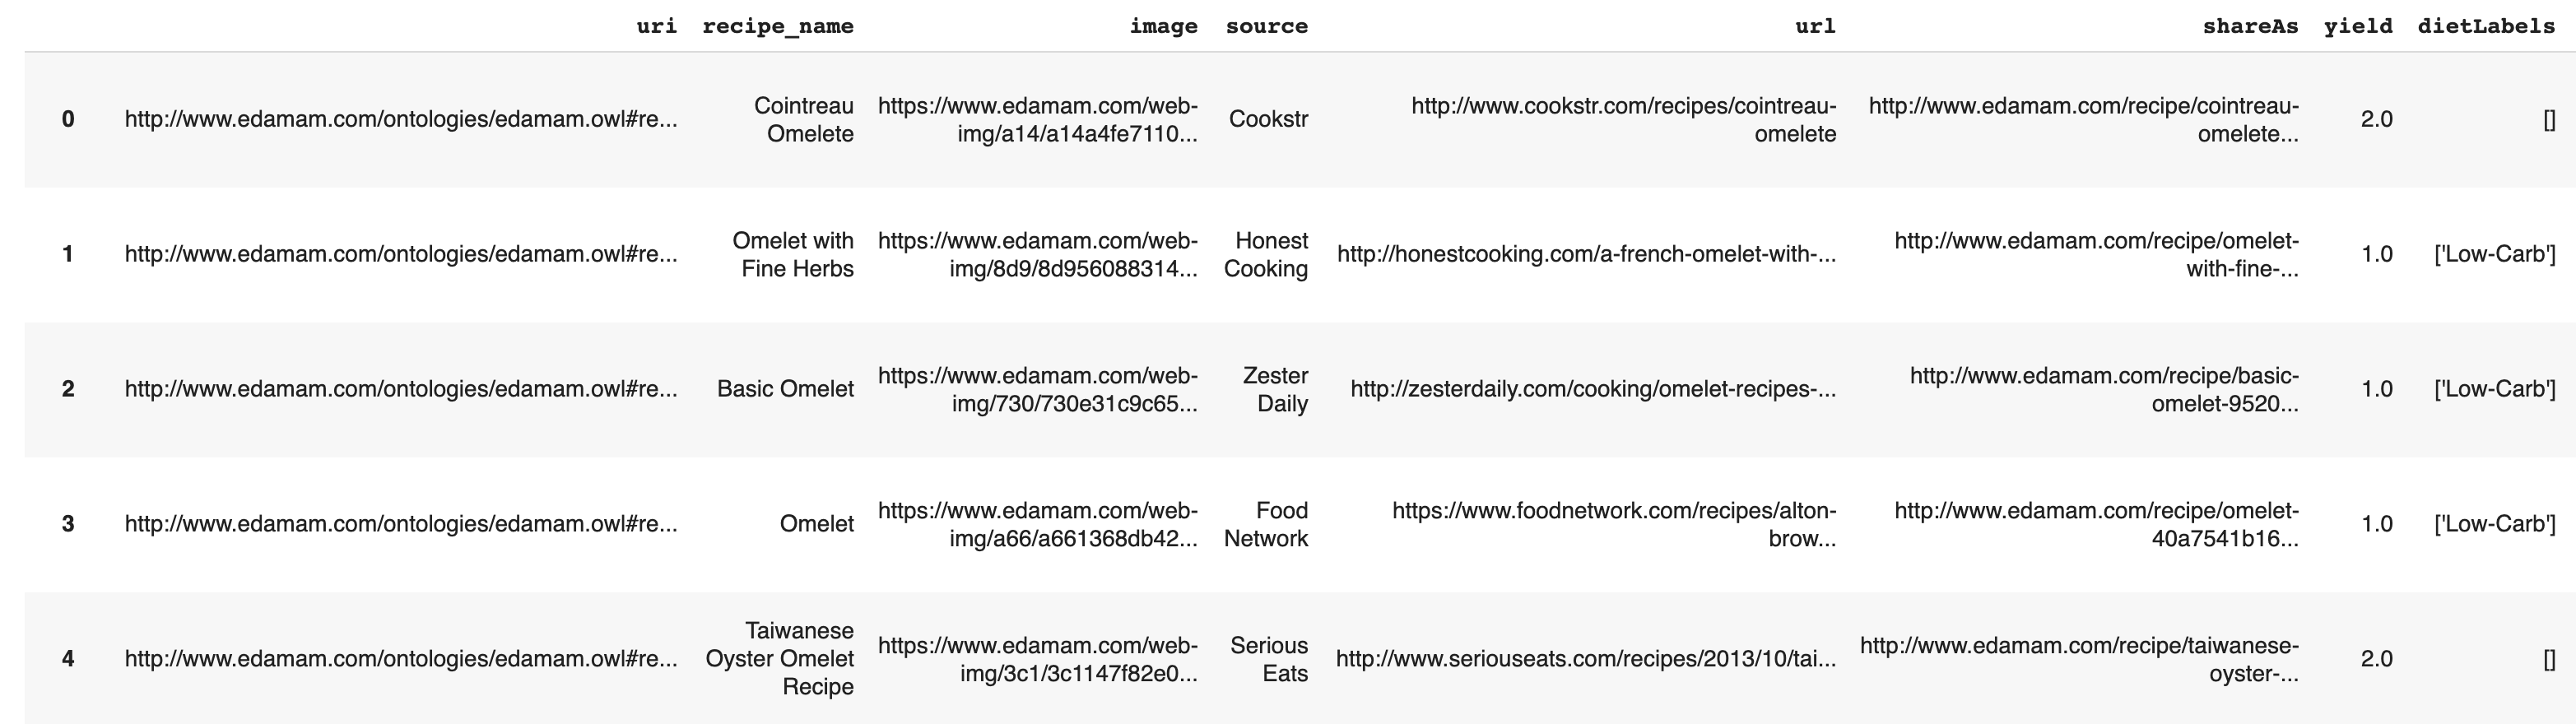 uri recipe_name image source url shareAs yield dietLabels
0 http://www.edamam.com/ontologies/edamam.owl#re... Cointreau Omelete https://www.edamam.com/web-img/a14/a14a4fe7110... Cookstr http://www.cookstr.com/recipes/cointreau-omelete http://www.edamam.com/recipe/cointreau-omelete... 2.0 []
1 http://www.edamam.com/ontologies/edamam.owl#re... Omelet with Fine Herbs https://www.edamam.com/web-img/8d9/8d956088314... Honest Cooking http://honestcooking.com/a-french-omelet-with-... http://www.edamam.com/recipe/omelet-with-fine-... 1.0 ['Low-Carb']
2 http://www.edamam.com/ontologies/edamam.owl#re... Basic Omelet https://www.edamam.com/web-img/730/730e31c9c65... Zester Daily http://zesterdaily.com/cooking/omelet-recipes-... http://www.edamam.com/recipe/basic-omelet-9520... 1.0 ['Low-Carb']
3 http://www.edamam.com/ontologies/edamam.owl#re... Omelet https://www.edamam.com/web-img/a66/a661368db42... Food Network https://www.foodnetwork.com/recipes/alton-brow... http://www.edamam.com/recipe/omelet-40a7541b16... 1.0 ['Low-Carb']
4 http://www.edamam.com/ontologies/edamam.owl#re... Taiwanese Oyster Omelet Recipe https://www.edamam.com/web-img/3c1/3c1147f82e0... Serious Eats http://www.seriouseats.com/recipes/2013/10/tai... http://www.edamam.com/recipe/taiwanese-oyster-... 2.0 []